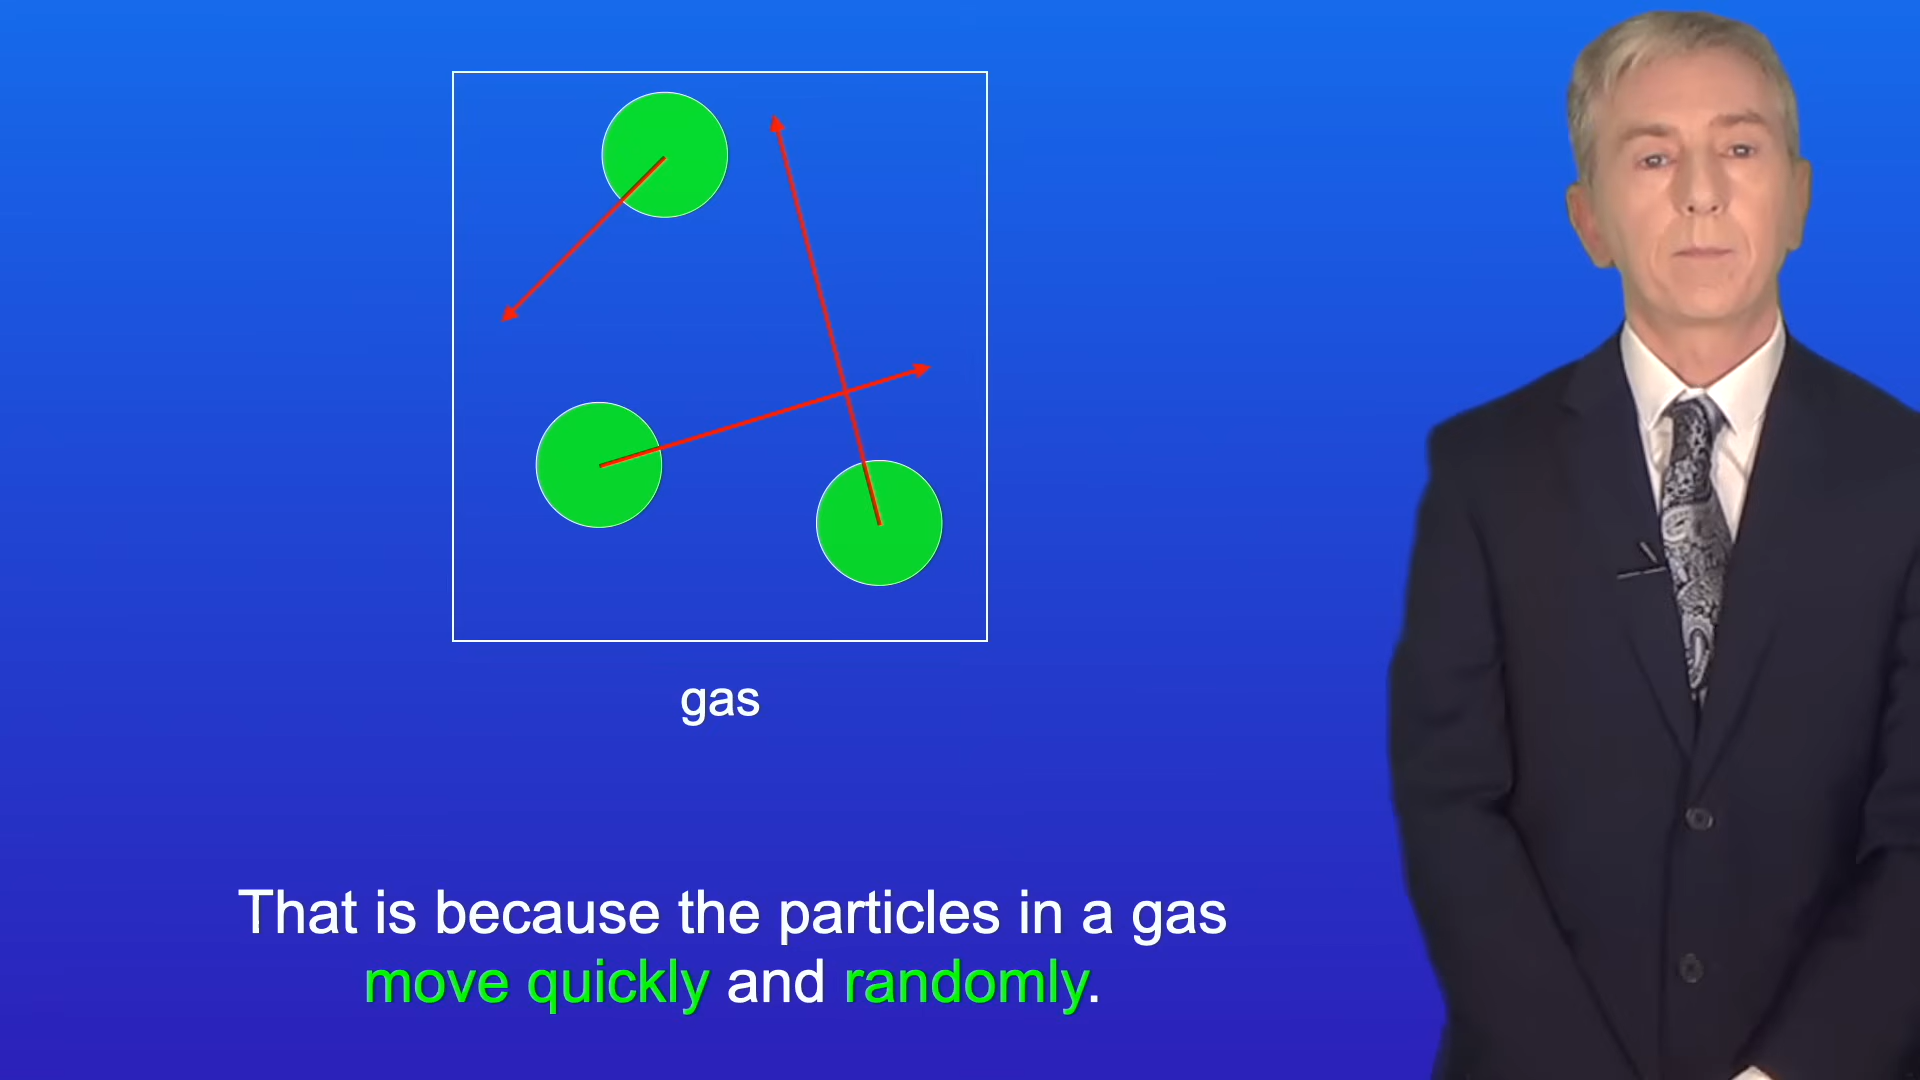 gas
That is because the particles in a gas
move quickly and randomly.